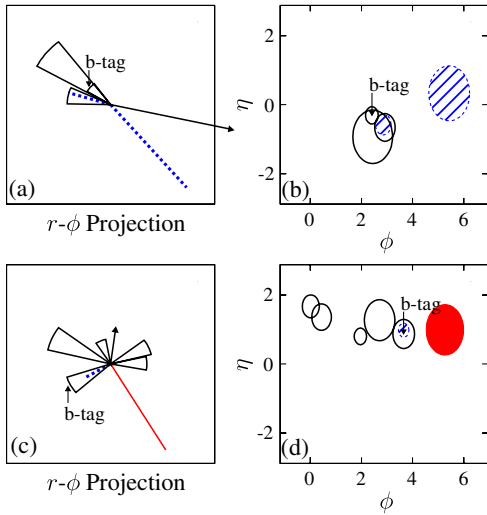 b-tag
(a)
r-ϕ Projection
2
0
-2
η
b-tag
(b)
0 2 4 6
ϕ
b-tag
(c)
r-ϕ Projection
2
0
-2
η
b-tag
(d)
0 2 4 6
ϕ